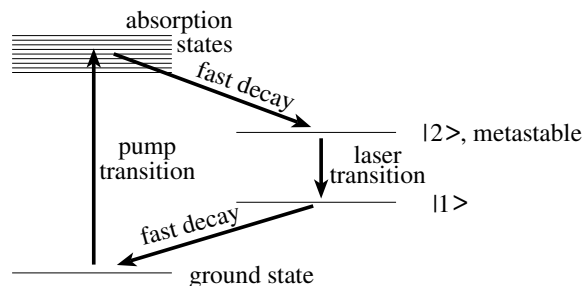 absorption
states
fast decay
|2>, metastable
pump
transition
laser
transition
|1>
fast decay
ground state